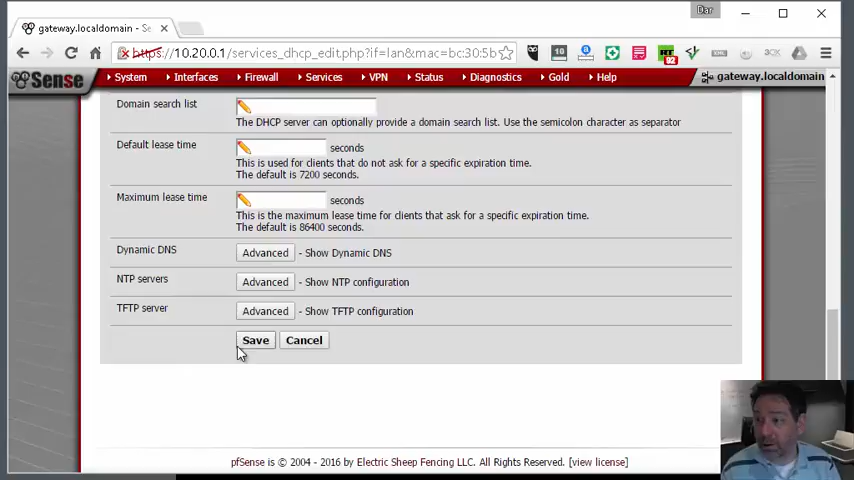 Dar
gateway.localdomain - Se
https://10.20.0.1/services_dhcp_edit.php?if=lan&mac=bc:30:5b
Sense
System
Interfaces
Firewall
Services
VPN
Status
Diagnostics
Gold
Help
gateway.localdomain
Domain search list
The DHCP server can optionally provide a domain search list. Use the semicolon character as separator
Default lease time
seconds
This is used for clients that do not ask for a specific expiration time.
The default is 7200 seconds.
Maximum lease time
seconds
This is the maximum lease time for clients that ask for a specific expiration time.
The default is 86400 seconds.
Dynamic DNS
Advanced - Show Dynamic DNS
NTP servers
Advanced - Show NTP configuration
TFTP server
Advanced - Show TFTP configuration
Save
Cancel
pfSense is © 2004 - 2016 by Electric Sheep Fencing LLC. All Rights Reserved. [view license]